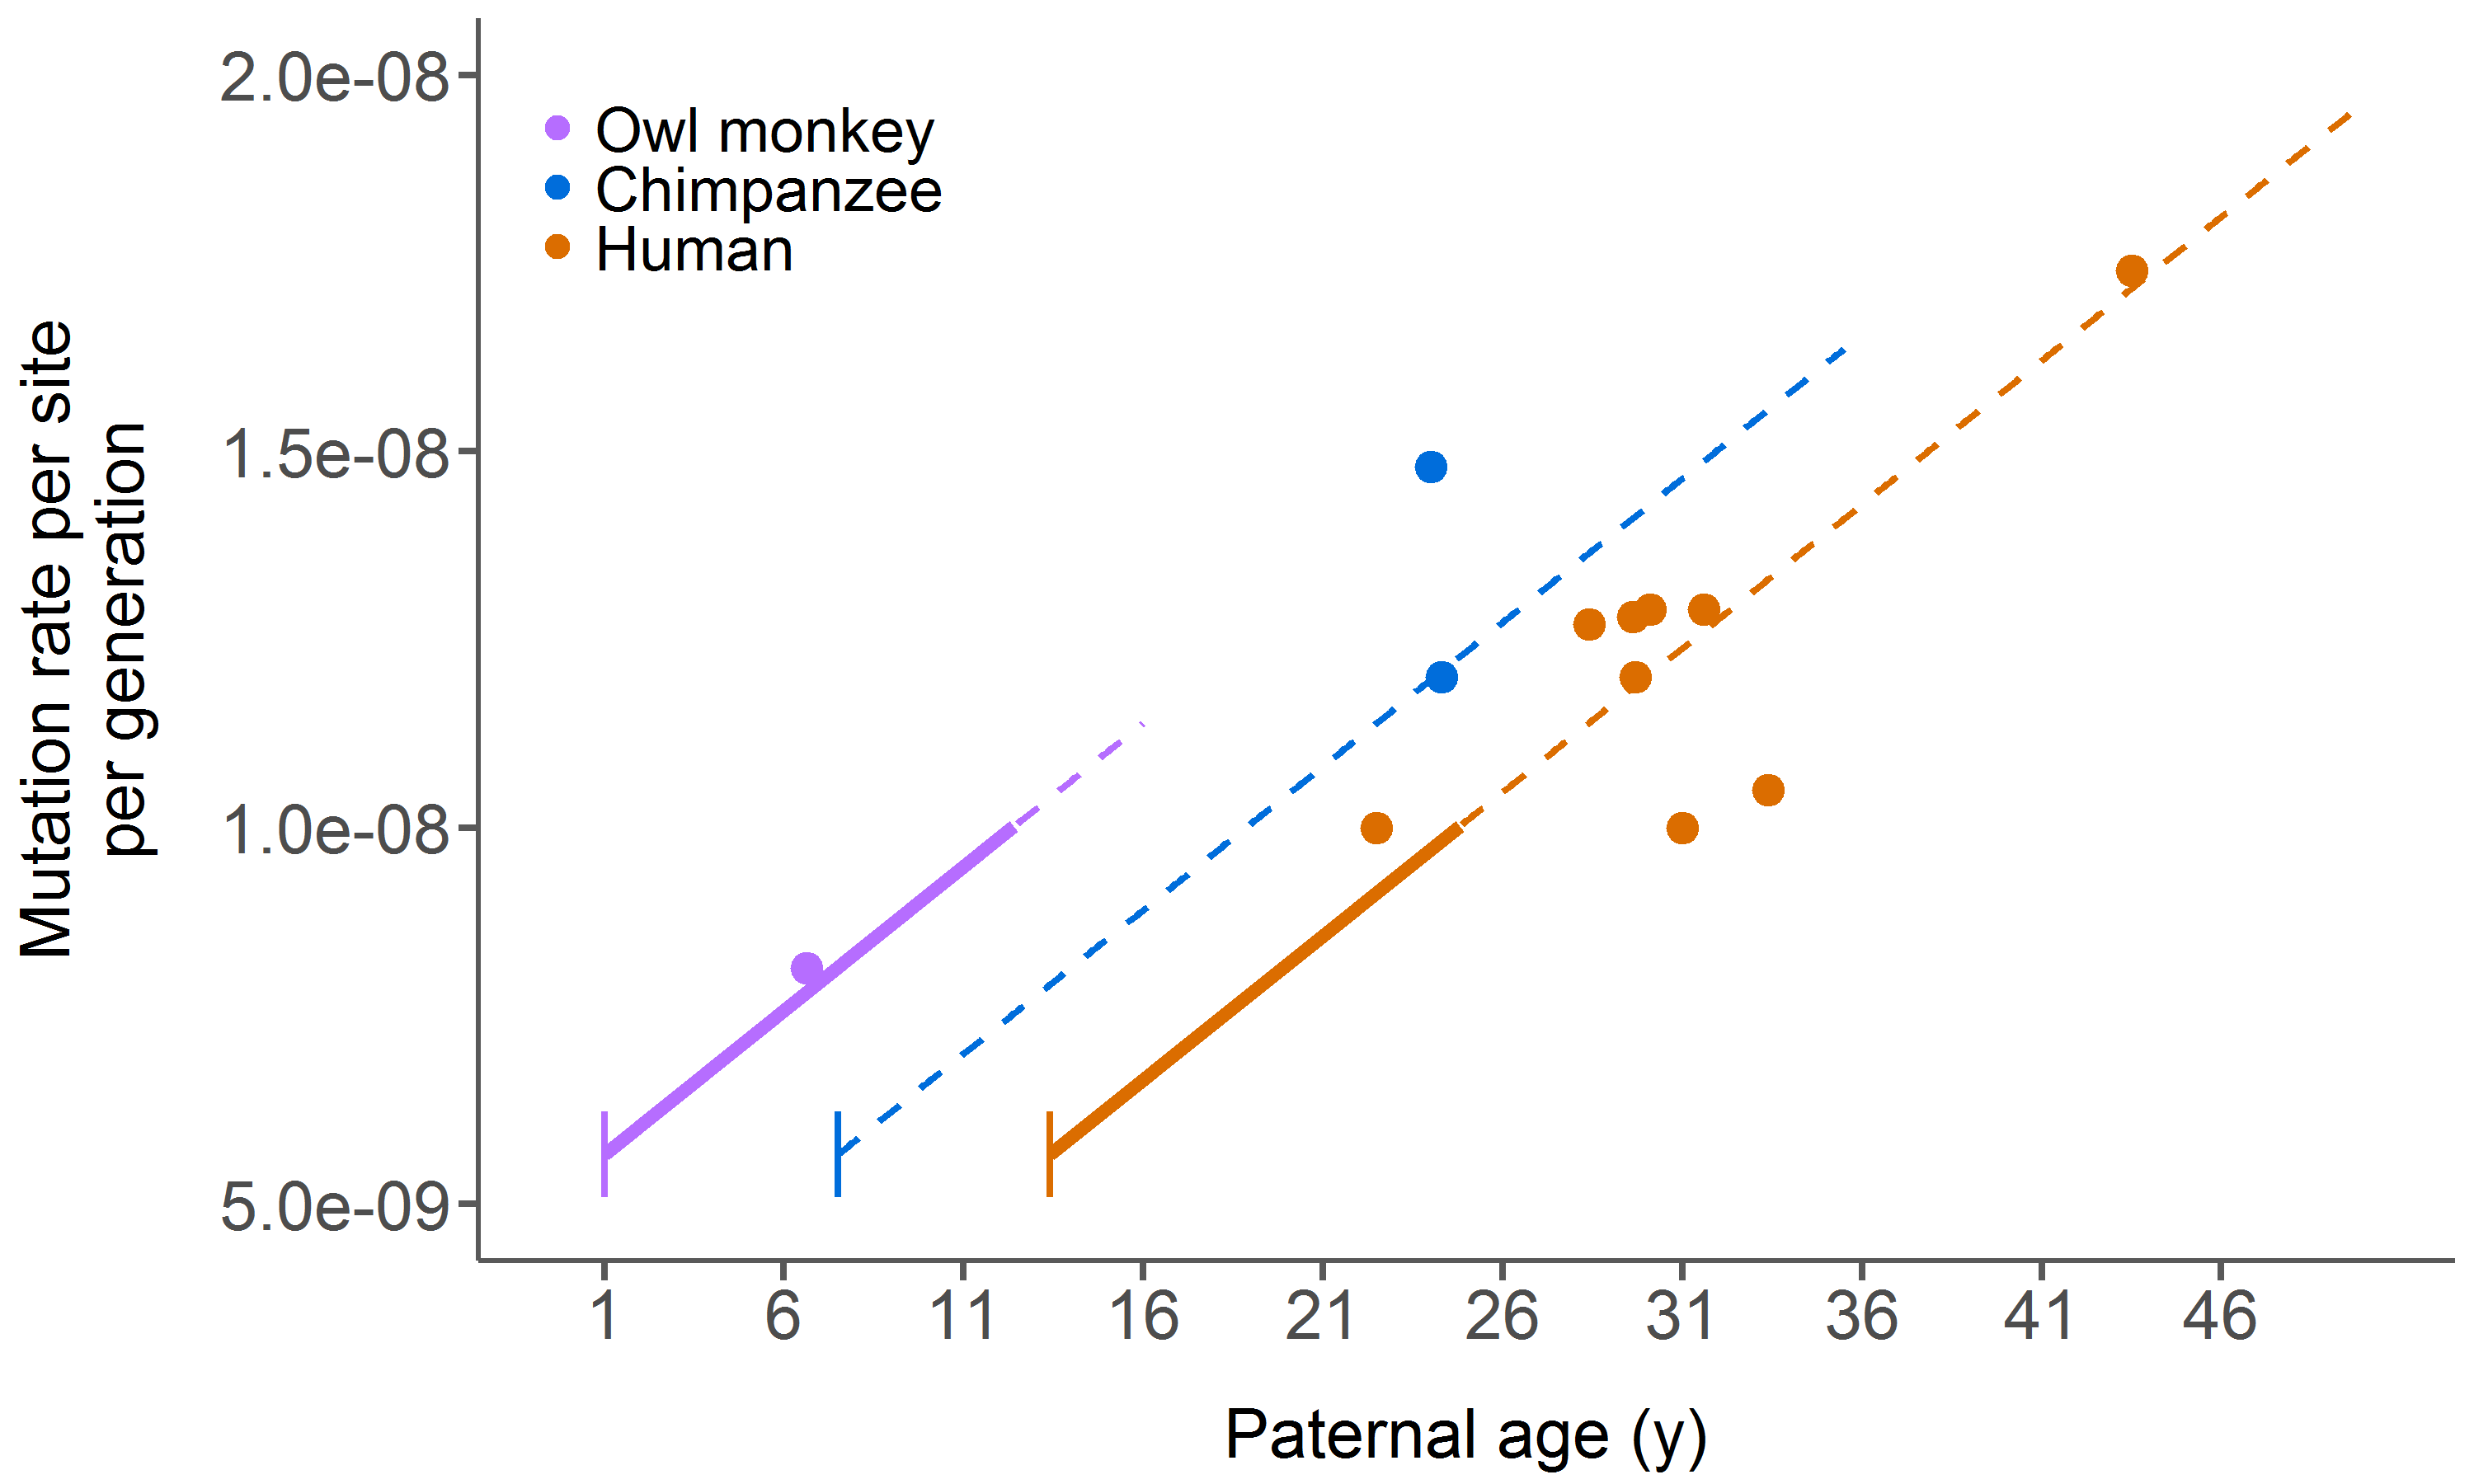 2.0e-08
1.5e-08
1.0e-08
5.0e-09
Mutation rate per site
per generation
Owl monkey
Chimpanzee
Human
1 6 11 16 21 26 31 36 41 46
Paternal age (y)